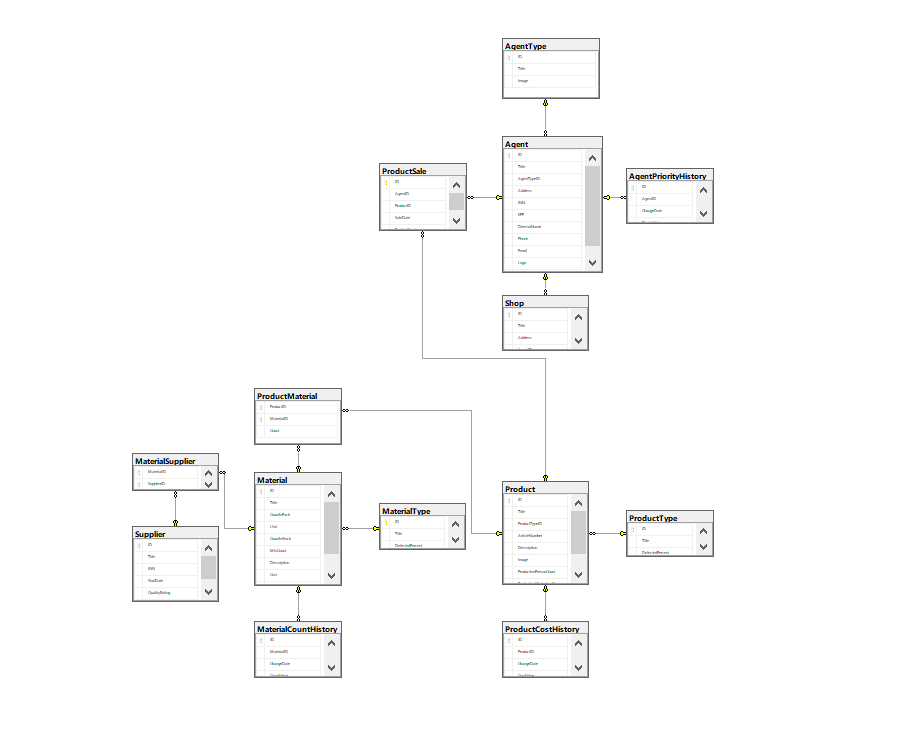 AgentType
ID
Title
Image
Agent
ID
Title
AgentTypeID
Address
INN
KPP
DirectorName
Phone
Email
Logo
ProductSale
ID
AgentID
ProductID
SaleDate
AgentPriorityHistory
ID
AgentID
ChangeDate
Shop
ID
Title
Address
ProductMaterial
ProductID
MaterialID
Count
MaterialSupplier
MaterialID
SupplierID
Material
ID
Title
CountInPack
Unit
CountInStock
MinCount
Description
Cost
MaterialType
ID
Title
DefectedPercent
Product
ID
Title
ProductTypeID
ArticleNumber
Description
Image
ProductionPersonCount
ProductType
ID
Title
DefectedPercent
Supplier
ID
Title
INN
StartDate
QualityRating
MaterialCountHistory
ID
MaterialID
ChangeDate
ProductCostHistory
ID
ProductID
ChangeDate